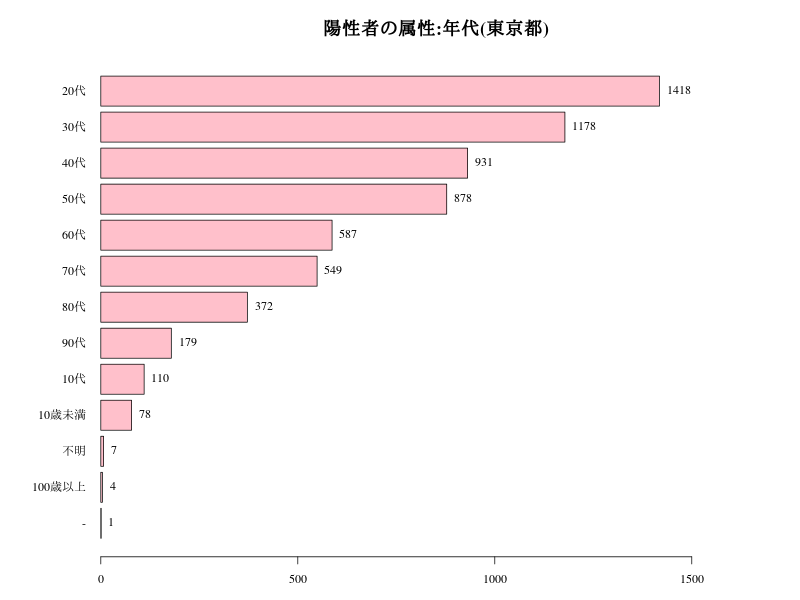 陽性者の属性:年代(東京都)
20代 1418
30代 1178
40代 931
50代 878
60代 587
70代 549
80代 372
90代 179
10代 110
10歳未満 78
不明 7
100歳以上 4
- 1
0 500 1000 1500